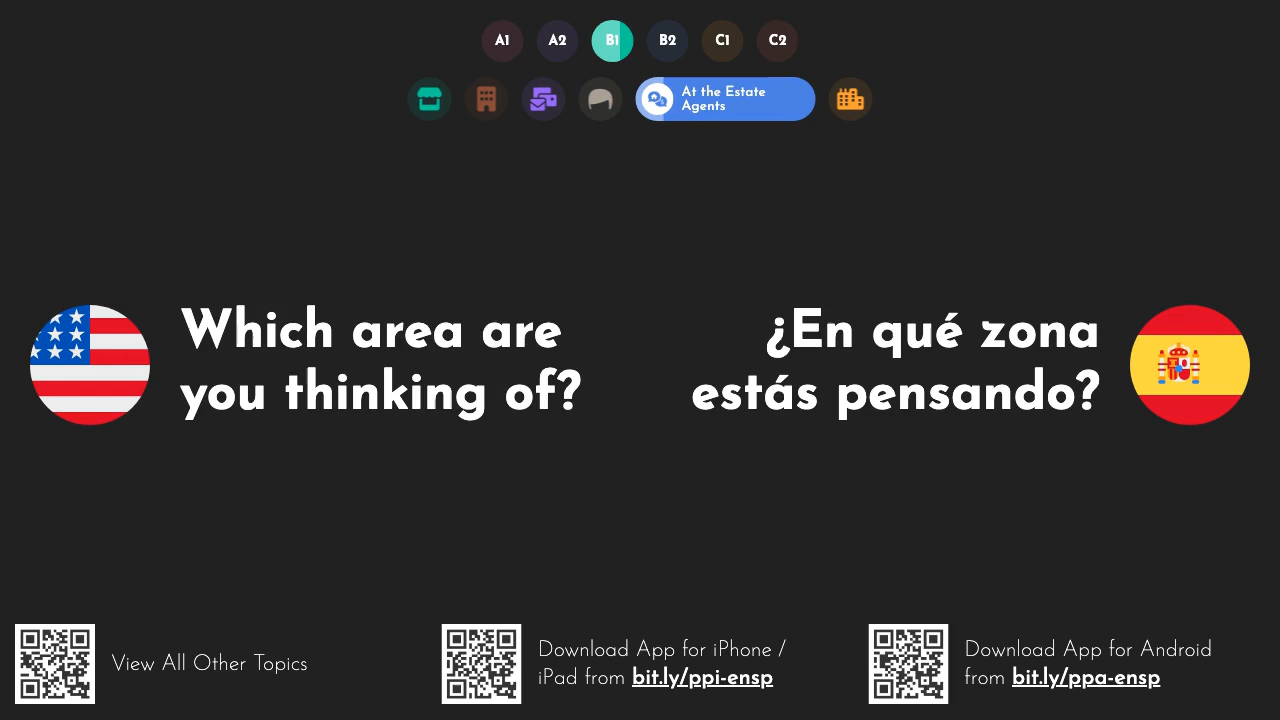 A1 A2 B1 B2 C1 C2
At the Estate
Agents
Which area are
you thinking of?
¿En qué zona
estás pensando?
View All Other Topics
Download App for iPhone /
iPad from bit.ly/ppi-ensp
Download App for Android
from bit.ly/ppa-ensp